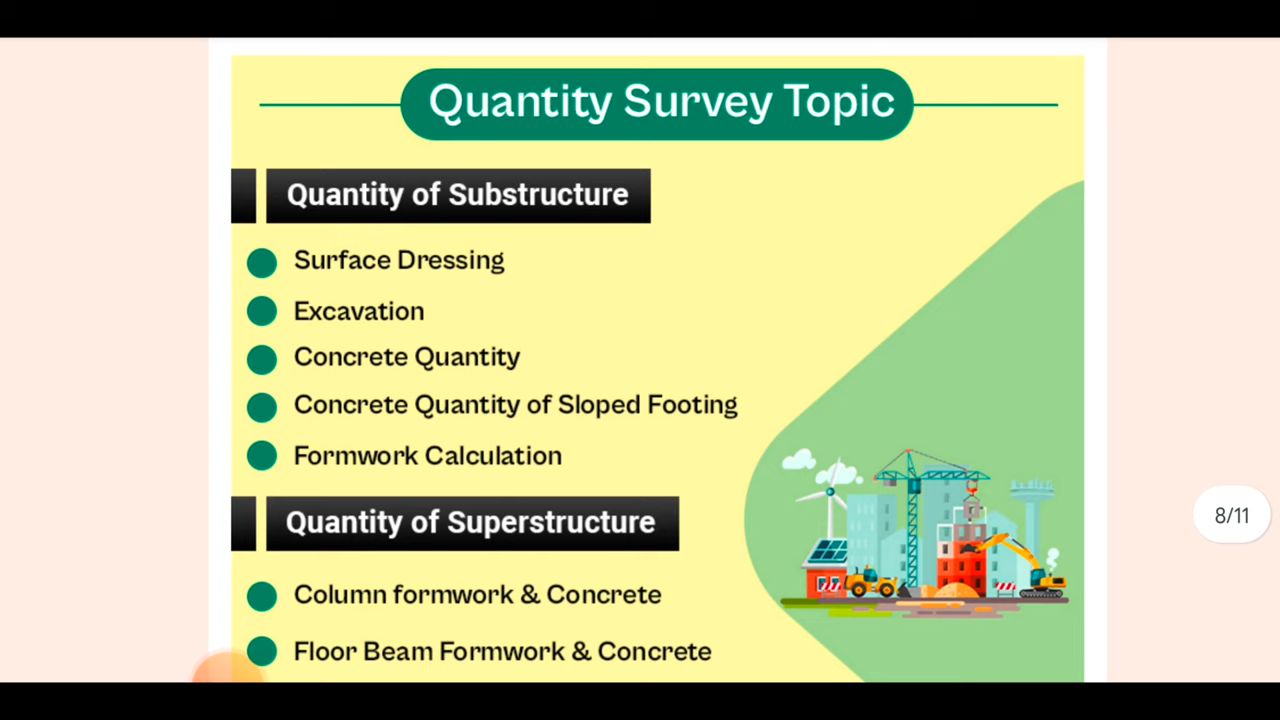 Quantity Survey Topic
Quantity of Substructure
Surface Dressing
Excavation
Concrete Quantity
Concrete Quantity of Sloped Footing
Formwork Calculation
Quantity of Superstructure
8/11
Column formwork & Concrete
Floor Beam Formwork & Concrete